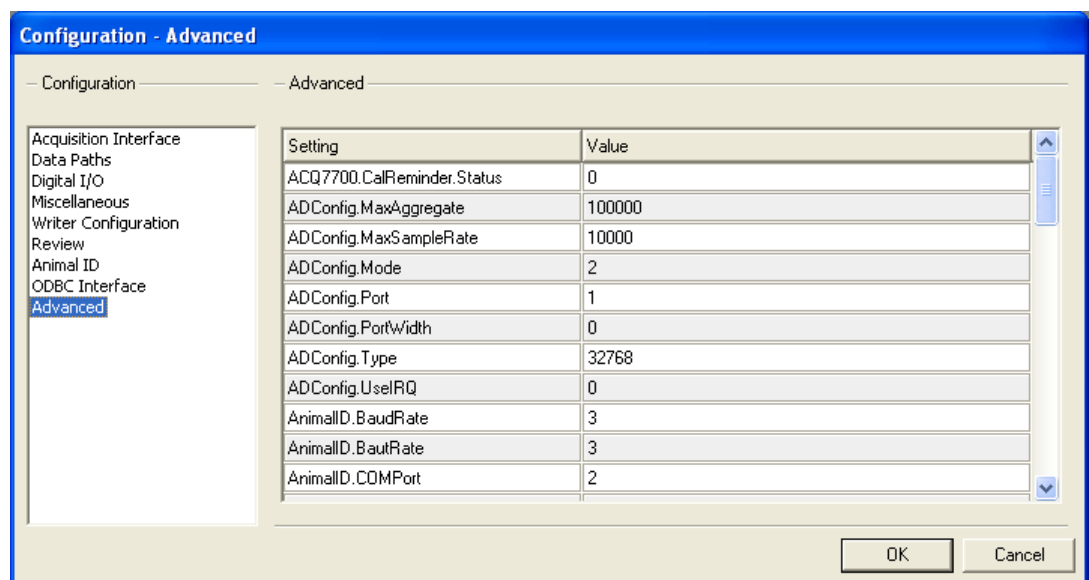 Configuration - Advanced
Configuration
Acquisition Interface
Data Paths
Digital I/O
Miscellaneous
Writer Configuration
Review
Animal ID
ODBC Interface
Advanced
Advanced
Setting Value
ACQ7700.CalReminder.Status 0
ADConfig.MaxAggregate 100000
ADConfig.MaxSampleRate 10000
ADConfig.Mode 2
ADConfig.Port 1
ADConfig.PortWidth 0
ADConfig.Type 32768
ADConfig.UseIRQ 0
AnimalID.BaudRate 3
AnimalID.BautRate 3
AnimalID.COMPort 2
OK Cancel